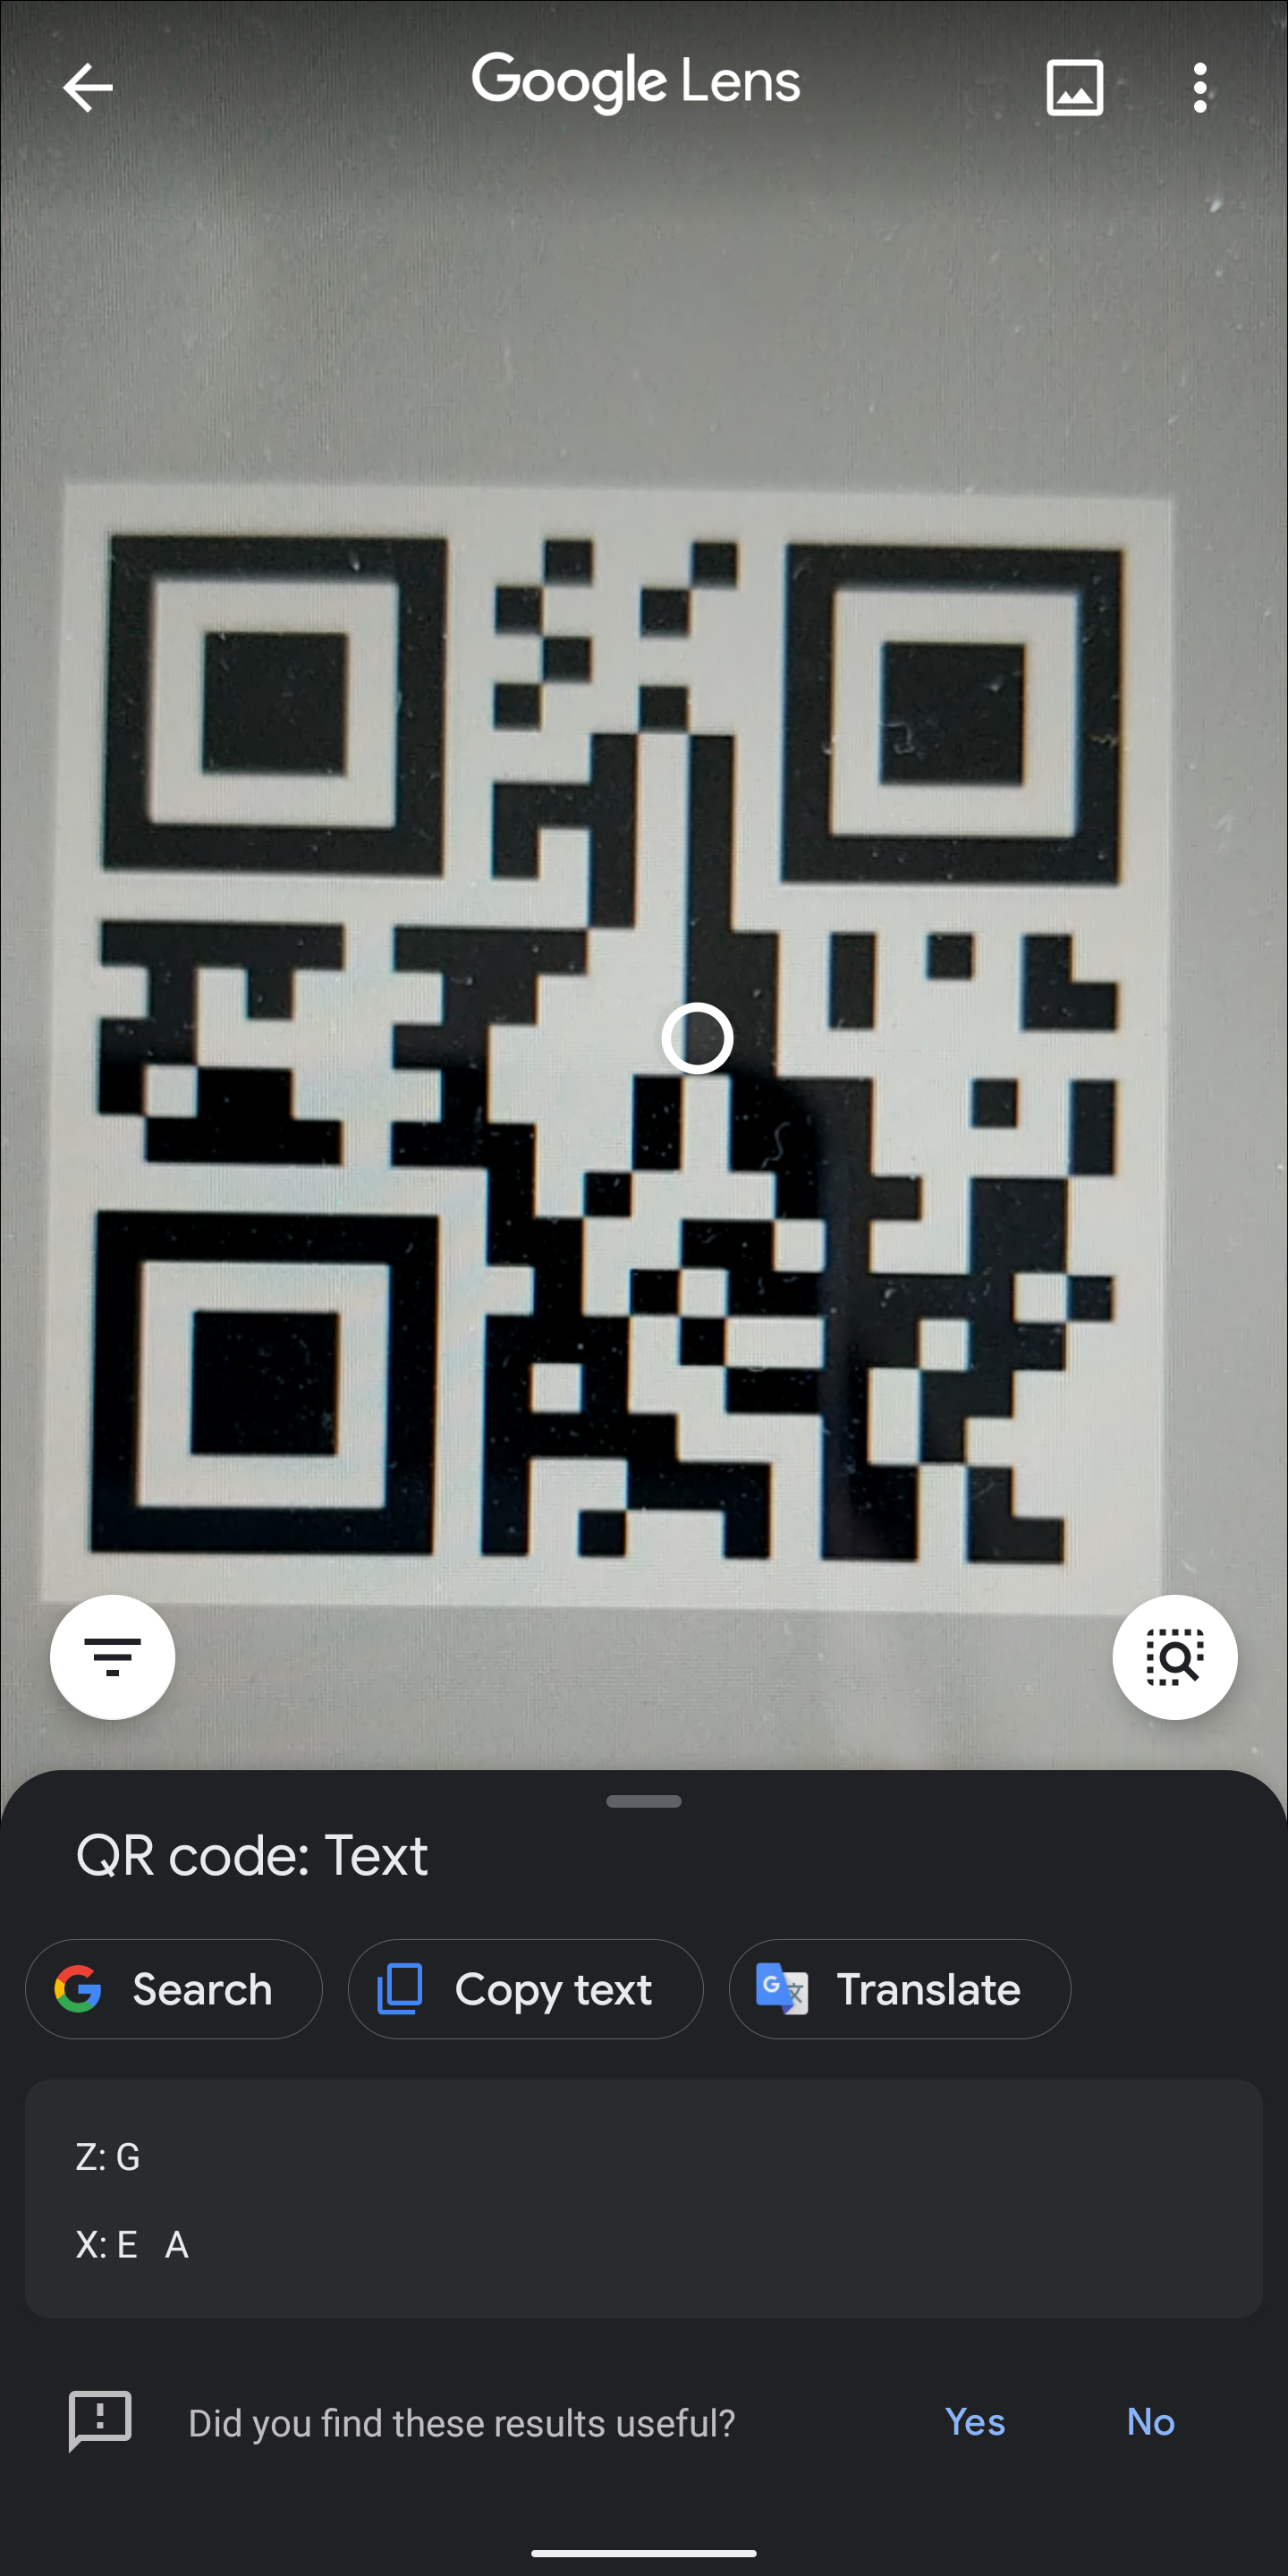 Google Lens
QR code: Text
Search
Copy text
Translate
Z: G
X: E   A
Did you find these results useful?
Yes
No